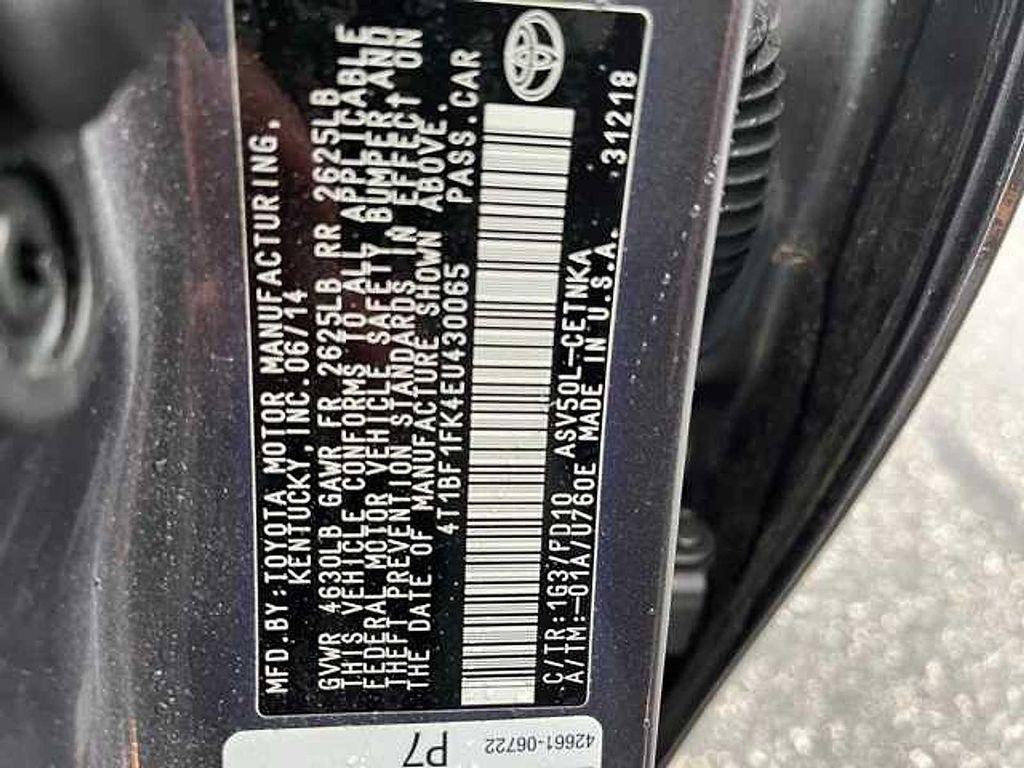 MFD.BY:TOYOTA MOTOR MANUFACTURING,
KENTUCKY,INC.06/14
GVWR 4630LB GAWR FR 2625LB RR 2625LB
THIS VEHICLE CONFORMS TO ALL APPLICABLE
FEDERAL MOTOR VEHICLE SAFETY, BUMPER AND
THEFT PREVENTION STANDARDS IN EFFECT ON
THE DATE OF MANUFACTURE SHOWN ABOVE.
4T1BF1FK4EU430065 PASS.CAR
C/TR:1G3/FD10 ASV50L-CETNKA
A/TM:-01A/U760E MADE IN U.S.A. 31218
42661-06722
P7